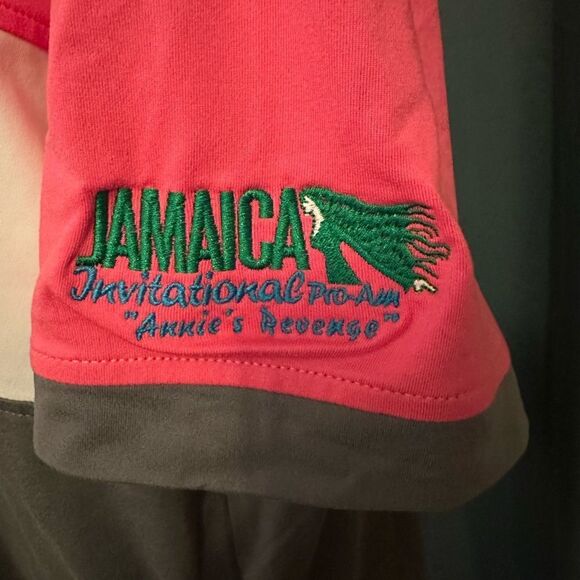 JAMAICA
Invitational Pro-Am
"Annie's Revenge"